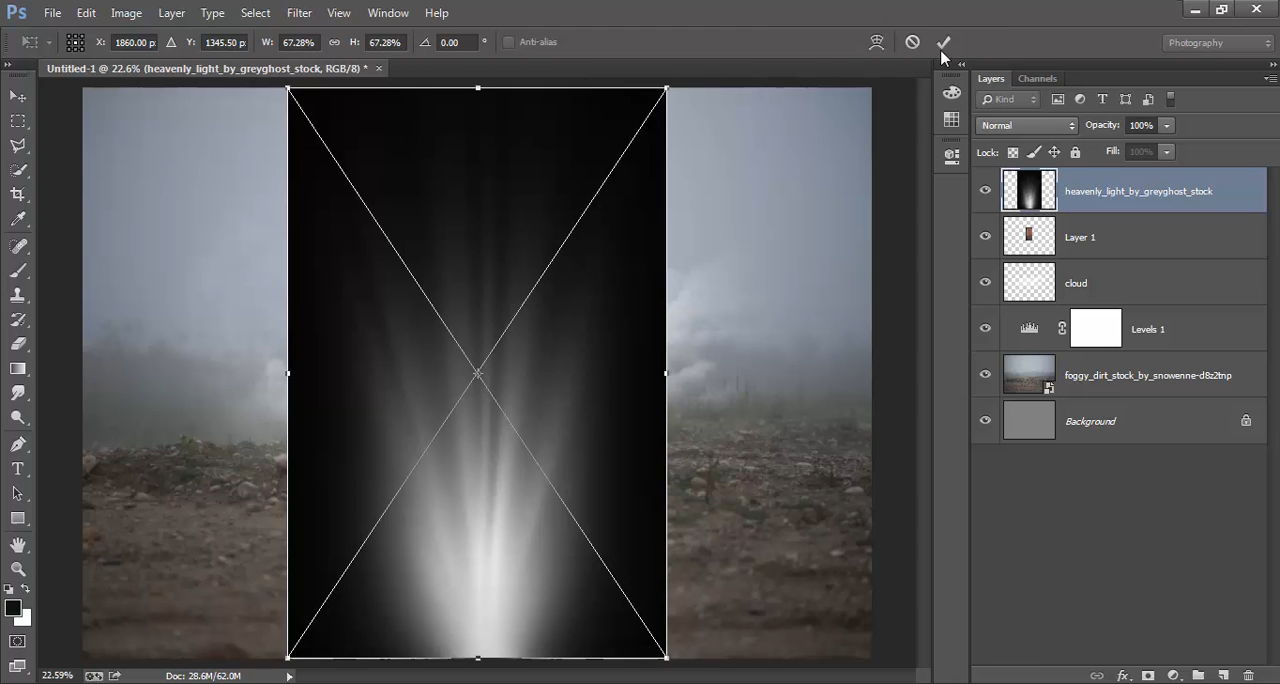 Ps File Edit Image Layer Type Select Filter View Window Help
X: 1860.00 p: Y: 1345.50 p: W: 67.28% H: 67.28% 0.00 ° Anti-alias Photography
Untitled-1 @ 22.6% (heavenly_light_by_greyghost_stock, RGB/8) * ×
Layers Channels
Kind
Normal Opacity: 100%
Lock: Fill: 100%
heavenly_light_by_greyghost_stock
Layer 1
cloud
Levels 1
foggy_dirt_stock_by_snowenne-d8z2tnp
Background
22.59% Doc: 28.6M/62.0M